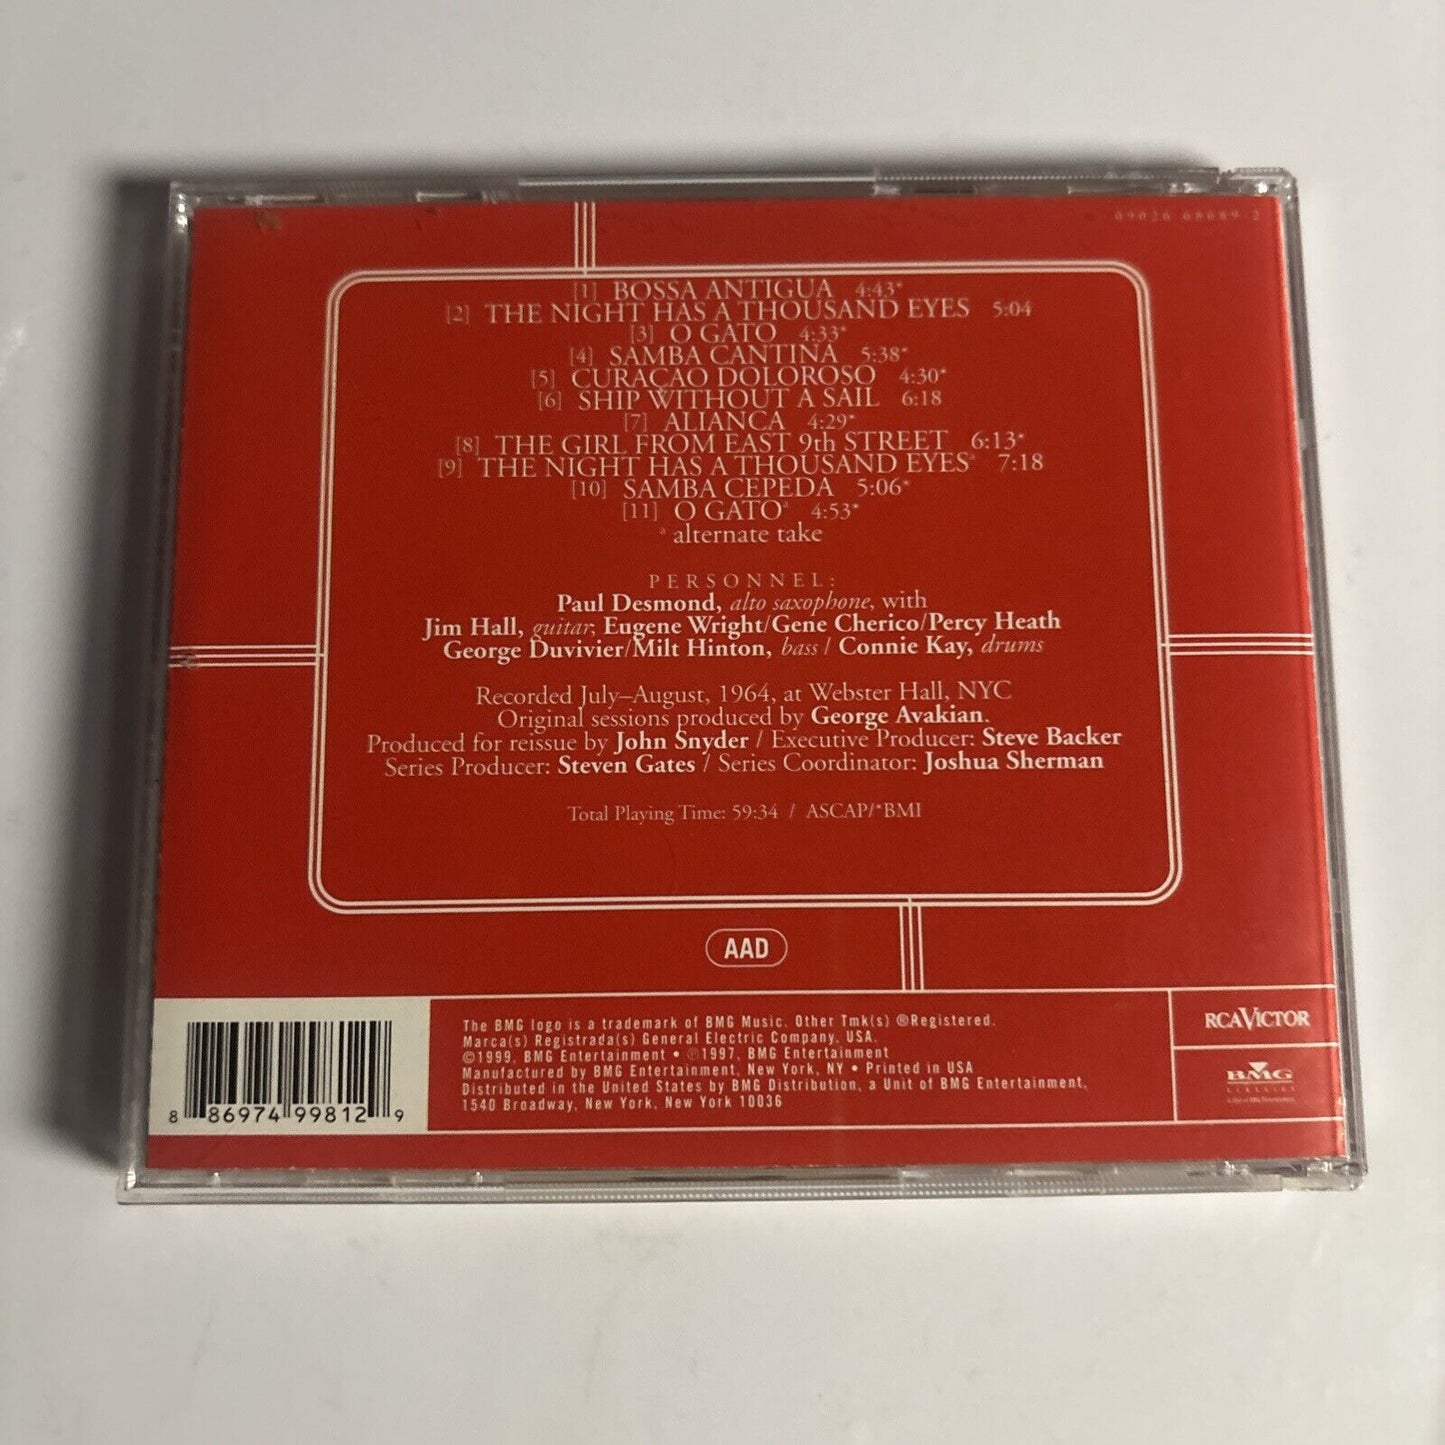 09026 68689-2
[1] BOSSA ANTIGUA 4:43*
[2] THE NIGHT HAS A THOUSAND EYES 5:04
[3] O GATO 4:33*
[4] SAMBA CANTINA 5:38*
[5] CURAÇAO DOLOROSO 4:30*
[6] SHIP WITHOUT A SAIL 6:18
[7] ALIANCA 4:29*
[8] THE GIRL FROM EAST 9th STREET 6:13*
[9] THE NIGHT HAS A THOUSAND EYESª 7:18
[10] SAMBA CEPEDA 5:06*
[11] O GATOª 4:53*
ª alternate take
PERSONNEL:
Paul Desmond, alto saxophone, with
Jim Hall, guitar; Eugene Wright/Gene Cherico/Percy Heath
George Duvivier/Milt Hinton, bass / Connie Kay, drums
Recorded July–August, 1964, at Webster Hall, NYC
Original sessions produced by George Avakian.
Produced for reissue by John Snyder / Executive Producer: Steve Backer
Series Producer: Steven Gates / Series Coordinator: Joshua Sherman
Total Playing Time: 59:34 / ASCAP/*BMI
AAD
The BMG logo is a trademark of BMG Music. Other Tmk(s) ®Registered.
Marca(s) Registrada(s) General Electric Company, USA.
©1999, BMG Entertainment • ℗1997, BMG Entertainment
Manufactured by BMG Entertainment, New York, NY • Printed in USA
Distributed in the United States by BMG Distribution, a Unit of BMG Entertainment,
1540 Broadway, New York, New York 10036
8 86974 99812 9
RCA VICTOR
BMG
CLASSICS